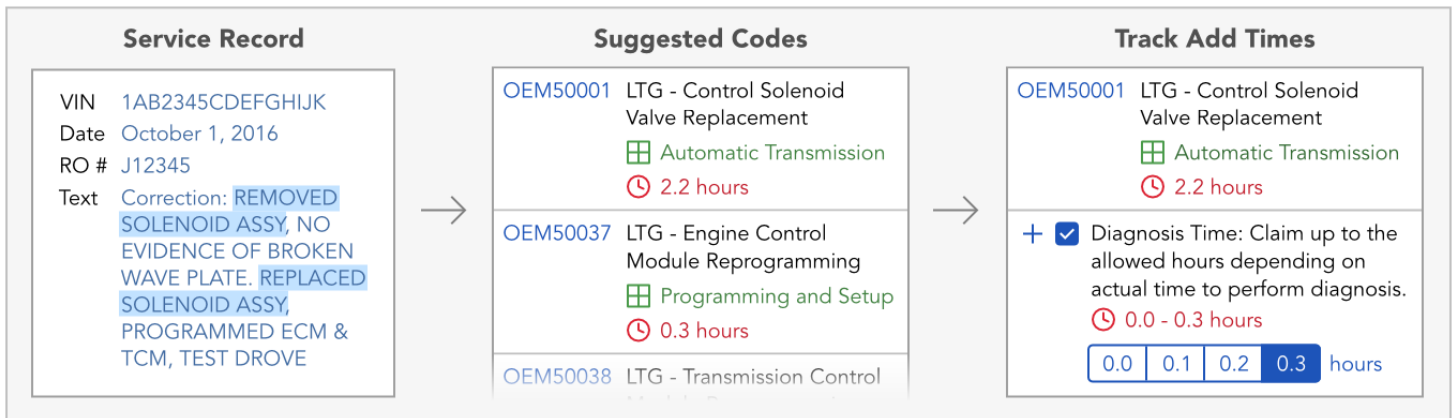 Service Record
VIN 1AB2345CDEFGHIJK
Date October 1, 2016
RO # J12345
Text Correction: REMOVED
SOLENOID ASSY, NO
EVIDENCE OF BROKEN
WAVE PLATE. REPLACED
SOLENOID ASSY,
PROGRAMMED ECM &
TCM, TEST DROVE
Suggested Codes
OEM50001 LTG - Control Solenoid
Valve Replacement
Automatic Transmission
2.2 hours
OEM50037 LTG - Engine Control
Module Reprogramming
Programming and Setup
0.3 hours
OEM50038 LTG - Transmission Control
Track Add Times
OEM50001 LTG - Control Solenoid
Valve Replacement
Automatic Transmission
2.2 hours
+ Diagnosis Time: Claim up to the
allowed hours depending on
actual time to perform diagnosis.
0.0 - 0.3 hours
0.0 0.1 0.2 0.3 hours